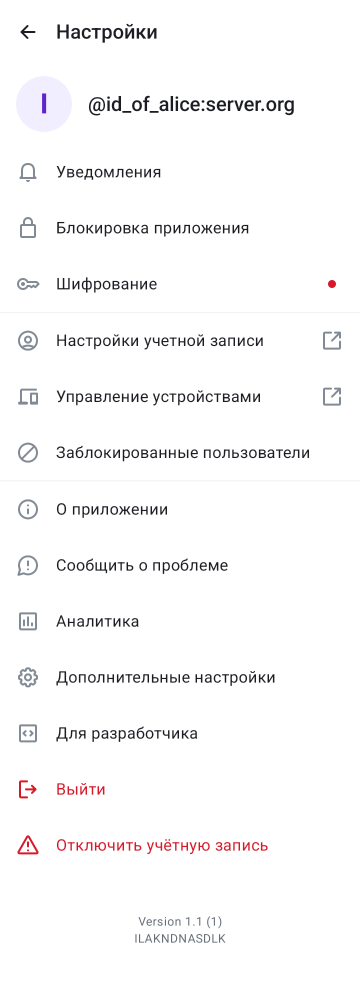 Настройки
I
@id_of_alice:server.org
Уведомления
Блокировка приложения
Шифрование
Настройки учетной записи
Управление устройствами
Заблокированные пользователи
О приложении
Сообщить о проблеме
Аналитика
Дополнительные настройки
Для разработчика
Выйти
Отключить учётную запись
Version 1.1 (1)
ILAKNDNASDLK